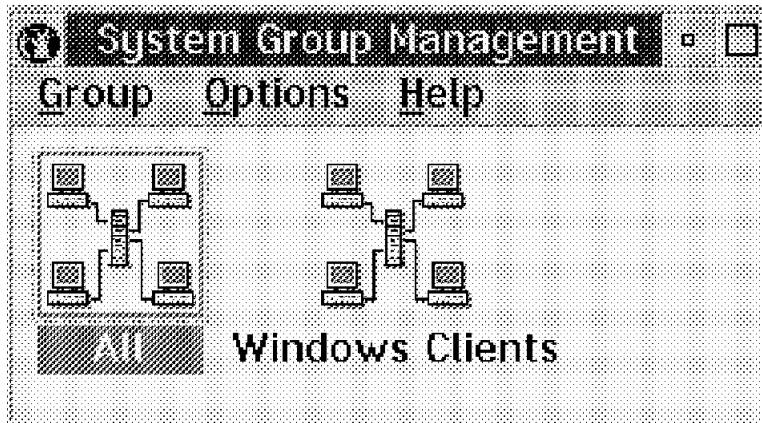 System Group Management
Group Options Help
All Windows Clients